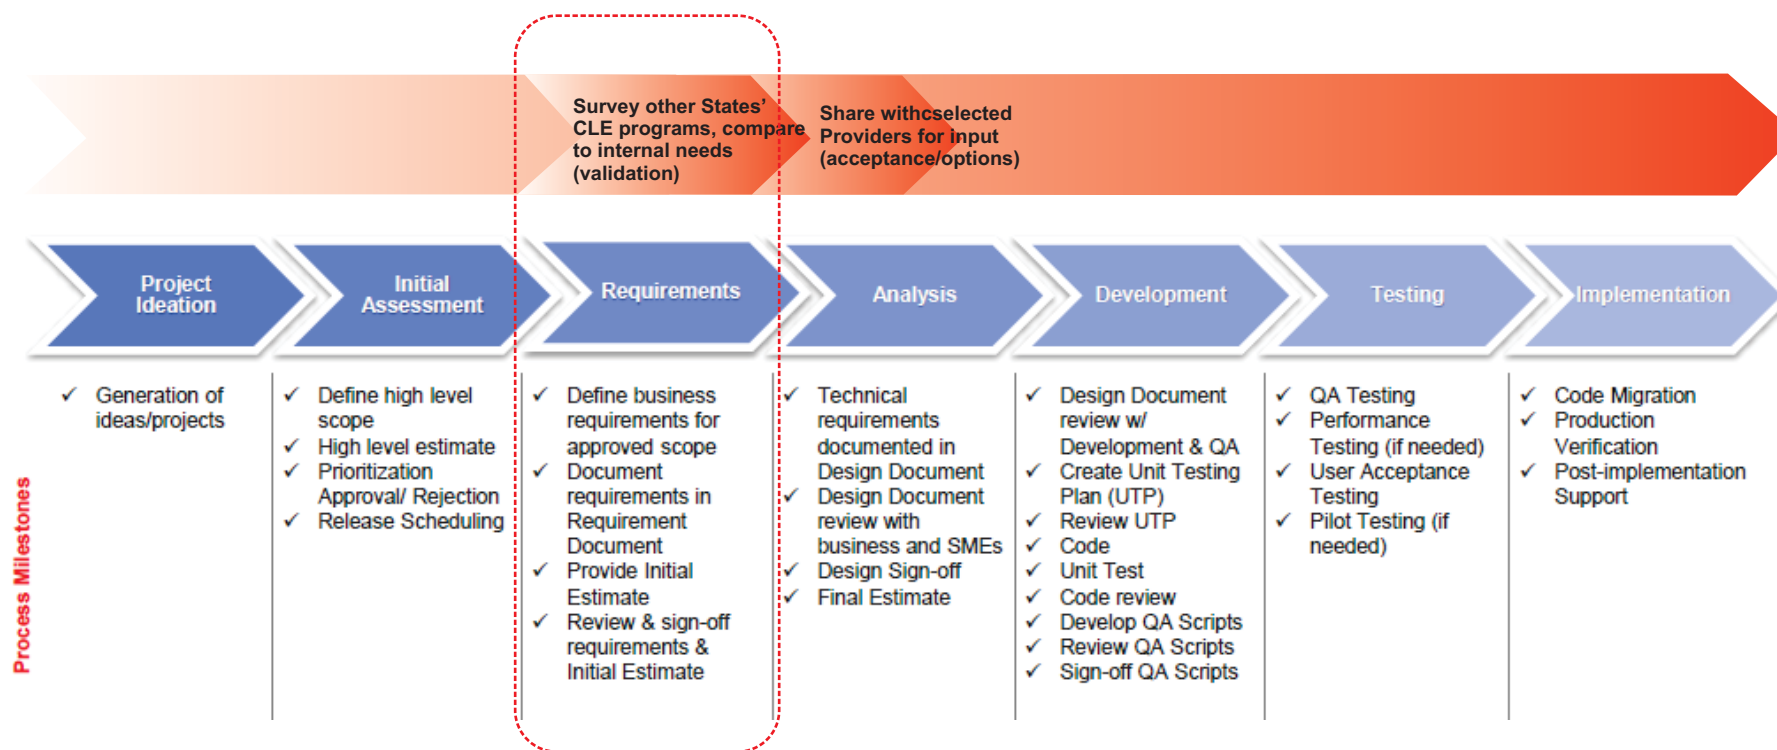 Survey other States'
CLE programs, compare
to internal needs
(validation)
Share withcselected
Providers for input
(acceptance/options)
Project
Ideation
Initial
Assessment
Requirements
Analysis
Development
Testing
Implementation
Process Milestones
✓ Generation of
ideas/projects
✓ Define high level
scope
✓ High level estimate
✓ Prioritization
Approval/ Rejection
✓ Release Scheduling
✓ Define business
requirements for
approved scope
✓ Document
requirements in
Requirement
Document
✓ Provide Initial
Estimate
✓ Review & sign-off
requirements &
Initial Estimate
✓ Technical
requirements
documented in
Design Document
✓ Design Document
review with
business and SMEs
✓ Design Sign-off
✓ Final Estimate
✓ Design Document
review w/
Development & QA
✓ Create Unit Testing
Plan (UTP)
✓ Review UTP
✓ Code
✓ Unit Test
✓ Code review
✓ Develop QA Scripts
✓ Review QA Scripts
✓ Sign-off QA Scripts
✓ QA Testing
✓ Performance
Testing (if needed)
✓ User Acceptance
Testing
✓ Pilot Testing (if
needed)
✓ Code Migration
✓ Production
Verification
✓ Post-implementation
Support